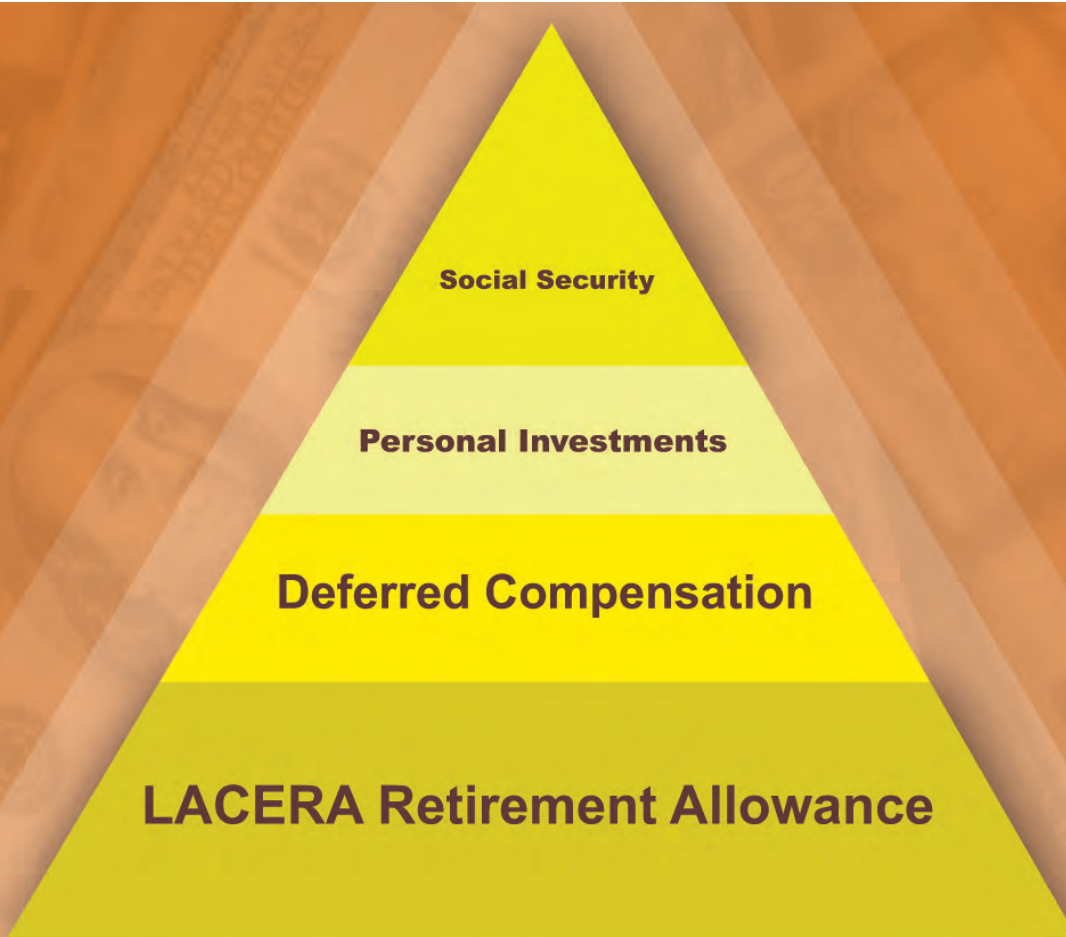 Social Security
Personal Investments
Deferred Compensation
LACERA Retirement Allowance